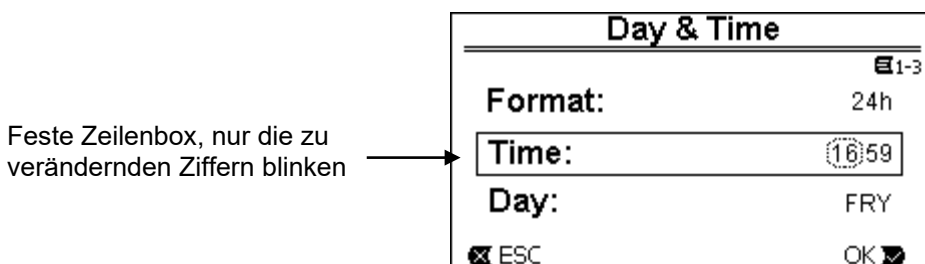 Day & Time
1-3
Format: 24h
Feste Zeilenbox, nur die zu
verändernden Ziffern blinken
Time: 16:59
Day: FRY
ESC OK